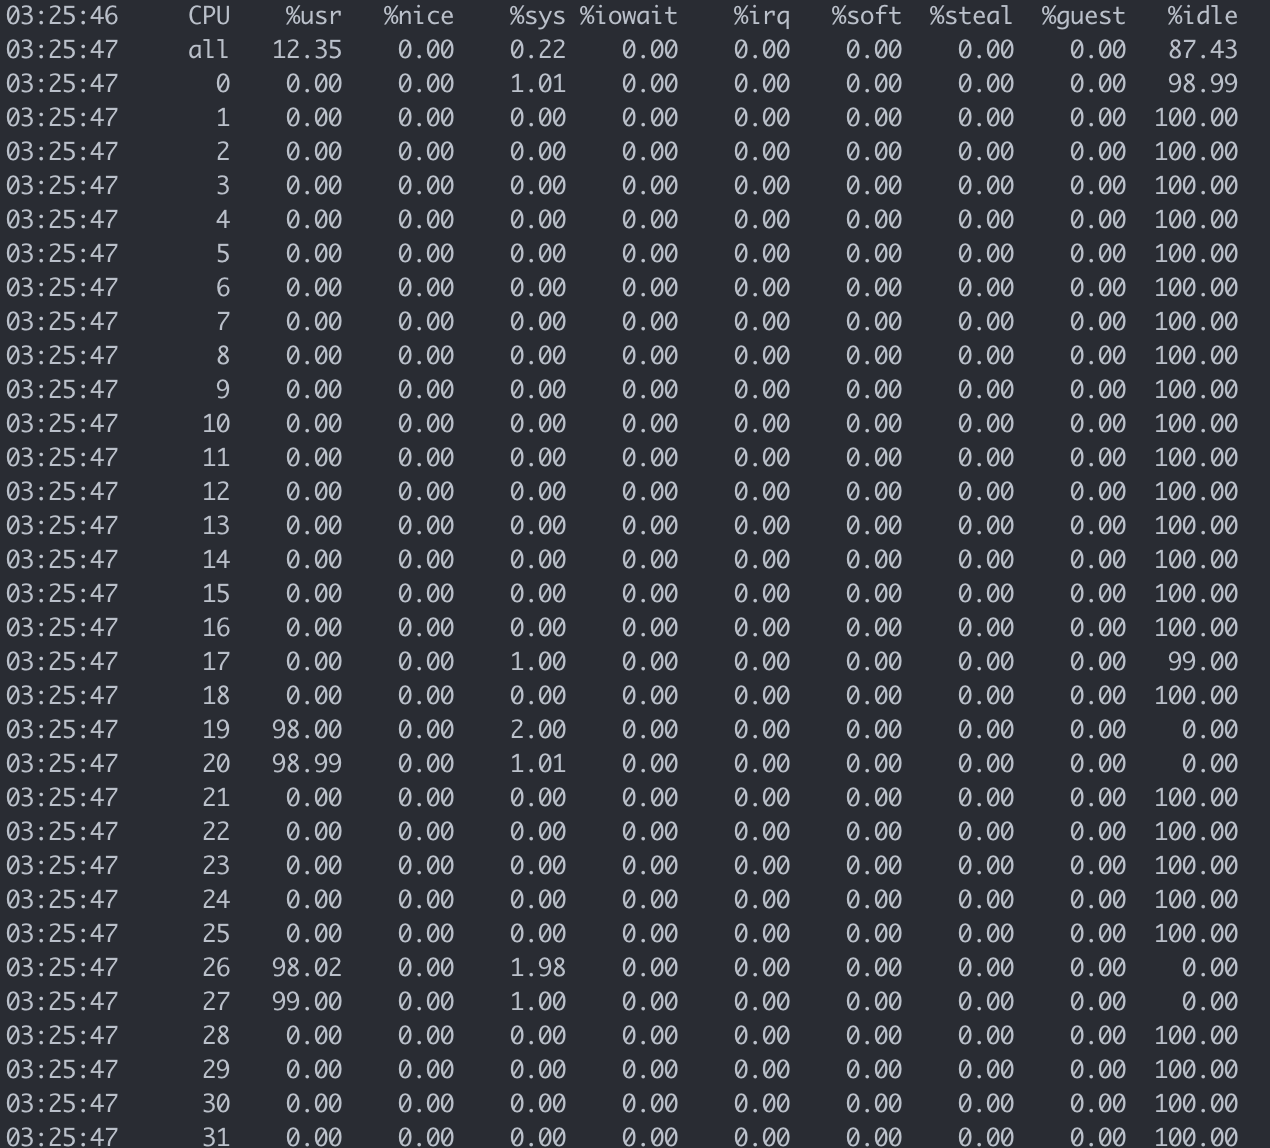 03:25:46 CPU %usr %nice %sys %iowait %irq %soft %steal %guest %idle
03:25:47 all 12.35 0.00 0.22 0.00 0.00 0.00 0.00 0.00 87.43
03:25:47 0 0.00 0.00 1.01 0.00 0.00 0.00 0.00 0.00 98.99
03:25:47 1 0.00 0.00 0.00 0.00 0.00 0.00 0.00 0.00 100.00
03:25:47 2 0.00 0.00 0.00 0.00 0.00 0.00 0.00 0.00 100.00
03:25:47 3 0.00 0.00 0.00 0.00 0.00 0.00 0.00 0.00 100.00
03:25:47 4 0.00 0.00 0.00 0.00 0.00 0.00 0.00 0.00 100.00
03:25:47 5 0.00 0.00 0.00 0.00 0.00 0.00 0.00 0.00 100.00
03:25:47 6 0.00 0.00 0.00 0.00 0.00 0.00 0.00 0.00 100.00
03:25:47 7 0.00 0.00 0.00 0.00 0.00 0.00 0.00 0.00 100.00
03:25:47 8 0.00 0.00 0.00 0.00 0.00 0.00 0.00 0.00 100.00
03:25:47 9 0.00 0.00 0.00 0.00 0.00 0.00 0.00 0.00 100.00
03:25:47 10 0.00 0.00 0.00 0.00 0.00 0.00 0.00 0.00 100.00
03:25:47 11 0.00 0.00 0.00 0.00 0.00 0.00 0.00 0.00 100.00
03:25:47 12 0.00 0.00 0.00 0.00 0.00 0.00 0.00 0.00 100.00
03:25:47 13 0.00 0.00 0.00 0.00 0.00 0.00 0.00 0.00 100.00
03:25:47 14 0.00 0.00 0.00 0.00 0.00 0.00 0.00 0.00 100.00
03:25:47 15 0.00 0.00 0.00 0.00 0.00 0.00 0.00 0.00 100.00
03:25:47 16 0.00 0.00 0.00 0.00 0.00 0.00 0.00 0.00 100.00
03:25:47 17 0.00 0.00 1.00 0.00 0.00 0.00 0.00 0.00 99.00
03:25:47 18 0.00 0.00 0.00 0.00 0.00 0.00 0.00 0.00 100.00
03:25:47 19 98.00 0.00 2.00 0.00 0.00 0.00 0.00 0.00 0.00
03:25:47 20 98.99 0.00 1.01 0.00 0.00 0.00 0.00 0.00 0.00
03:25:47 21 0.00 0.00 0.00 0.00 0.00 0.00 0.00 0.00 100.00
03:25:47 22 0.00 0.00 0.00 0.00 0.00 0.00 0.00 0.00 100.00
03:25:47 23 0.00 0.00 0.00 0.00 0.00 0.00 0.00 0.00 100.00
03:25:47 24 0.00 0.00 0.00 0.00 0.00 0.00 0.00 0.00 100.00
03:25:47 25 0.00 0.00 0.00 0.00 0.00 0.00 0.00 0.00 100.00
03:25:47 26 98.02 0.00 1.98 0.00 0.00 0.00 0.00 0.00 0.00
03:25:47 27 99.00 0.00 1.00 0.00 0.00 0.00 0.00 0.00 0.00
03:25:47 28 0.00 0.00 0.00 0.00 0.00 0.00 0.00 0.00 100.00
03:25:47 29 0.00 0.00 0.00 0.00 0.00 0.00 0.00 0.00 100.00
03:25:47 30 0.00 0.00 0.00 0.00 0.00 0.00 0.00 0.00 100.00
03:25:47 31 0.00 0.00 0.00 0.00 0.00 0.00 0.00 0.00 100.00